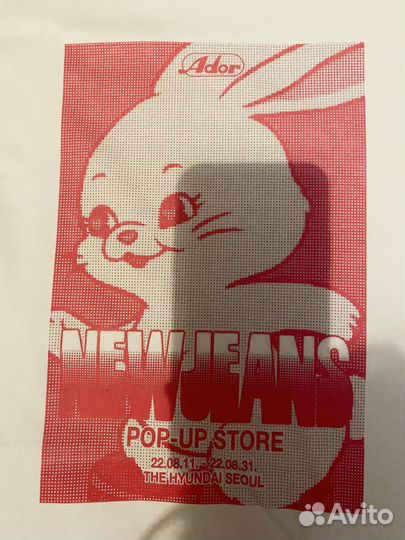 Ador
NEWJEANS
POP-UP STORE
22.08.11. - 22.08.31.
THE HYUNDAI SEOUL
Avito